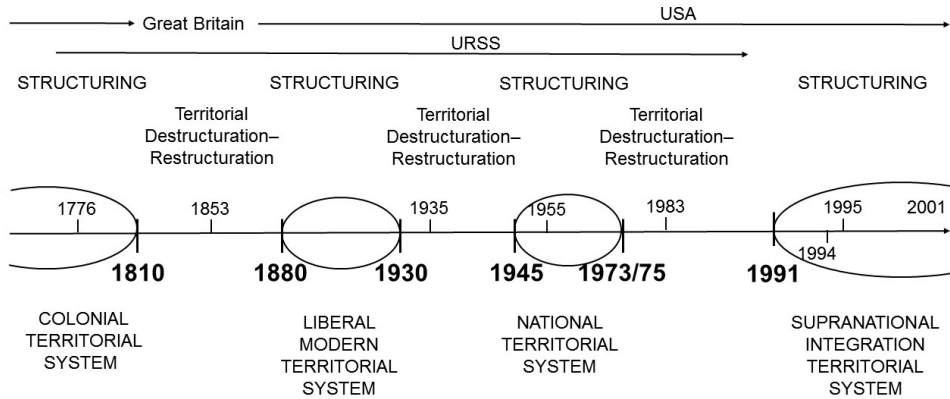 USA
Great Britain
URSS
STRUCTURING STRUCTURING STRUCTURING STRUCTURING
Territorial
Destructuration–
Restructuration
Territorial
Destructuration–
Restructuration
Territorial
Destructuration–
Restructuration
1776 1853 1935 1955 1983 1995 2001
1994
1810 1880 1930 1945 1973/75 1991
COLONIAL
TERRITORIAL
SYSTEM
LIBERAL
MODERN
TERRITORIAL
SYSTEM
NATIONAL
TERRITORIAL
SYSTEM
SUPRANATIONAL
INTEGRATION
TERRITORIAL
SYSTEM